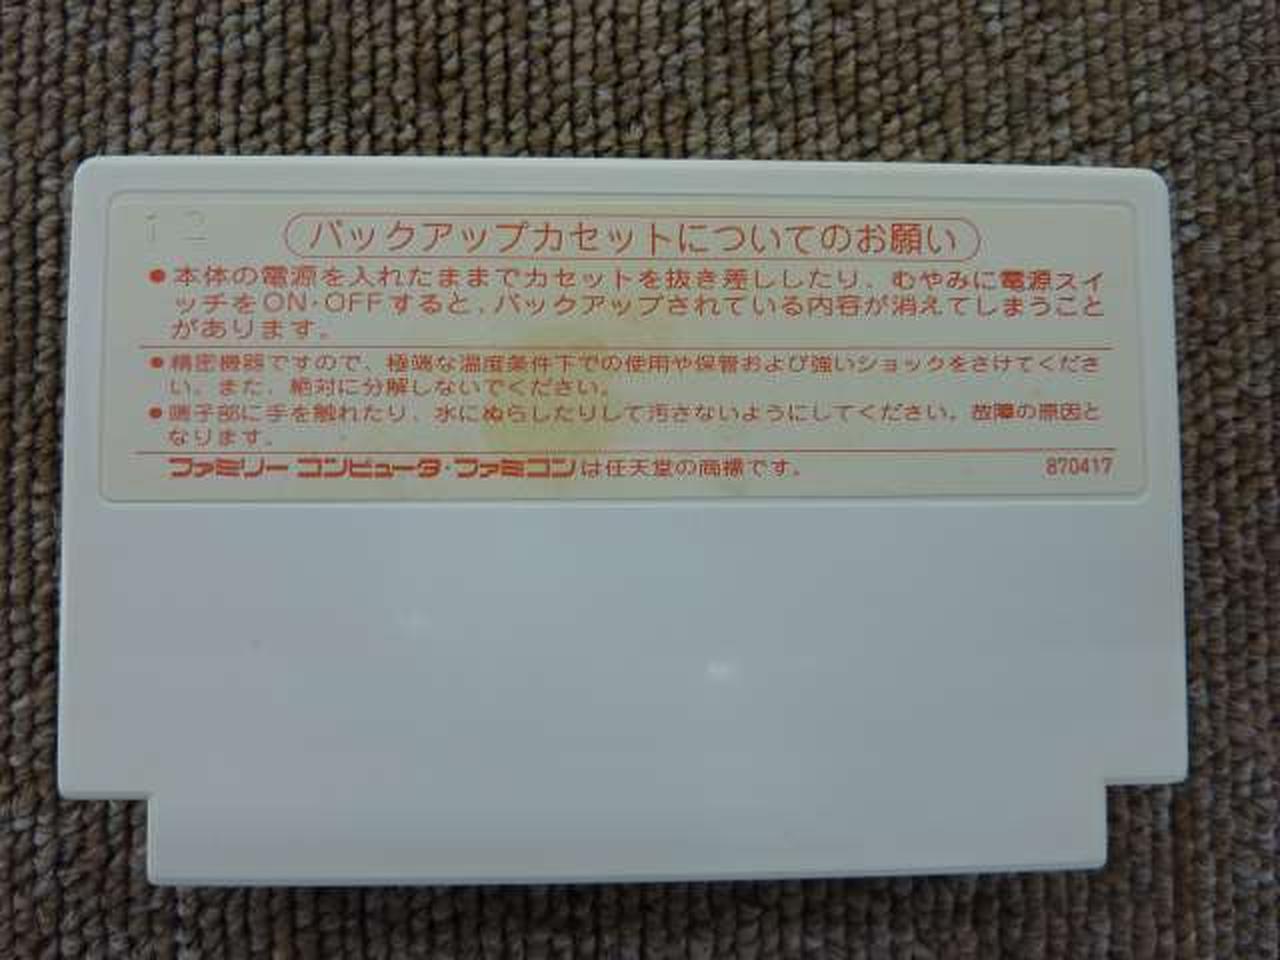 12
バックアップカセットについてのお願い
●本体の電源を入れたままでカセットを抜き差ししたり、むやみに電源スイ
ッチをON·OFFすると、バックアップされている内容が消えてしまうこと
があります。
●精密機器ですので、極端な温度条件下での使用や保管および強いショックをさけてくださ
い。また、絶対に分解しないでください。
●端子部に手を触れたり、水にぬらしたりして汚さないようにしてください。故障の原因と
なります。
ファミリー コンピュータ·ファミコンは任天堂の商標です。 870417